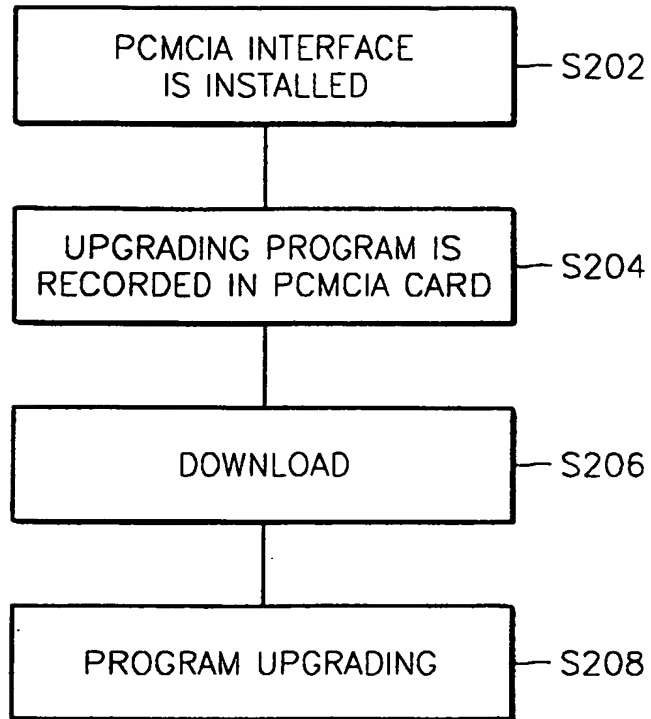 PCMCIA INTERFACE
IS INSTALLED
S202
UPGRADING PROGRAM IS
RECORDED IN PCMCIA CARD
S204
DOWNLOAD
S206
PROGRAM UPGRADING
S208